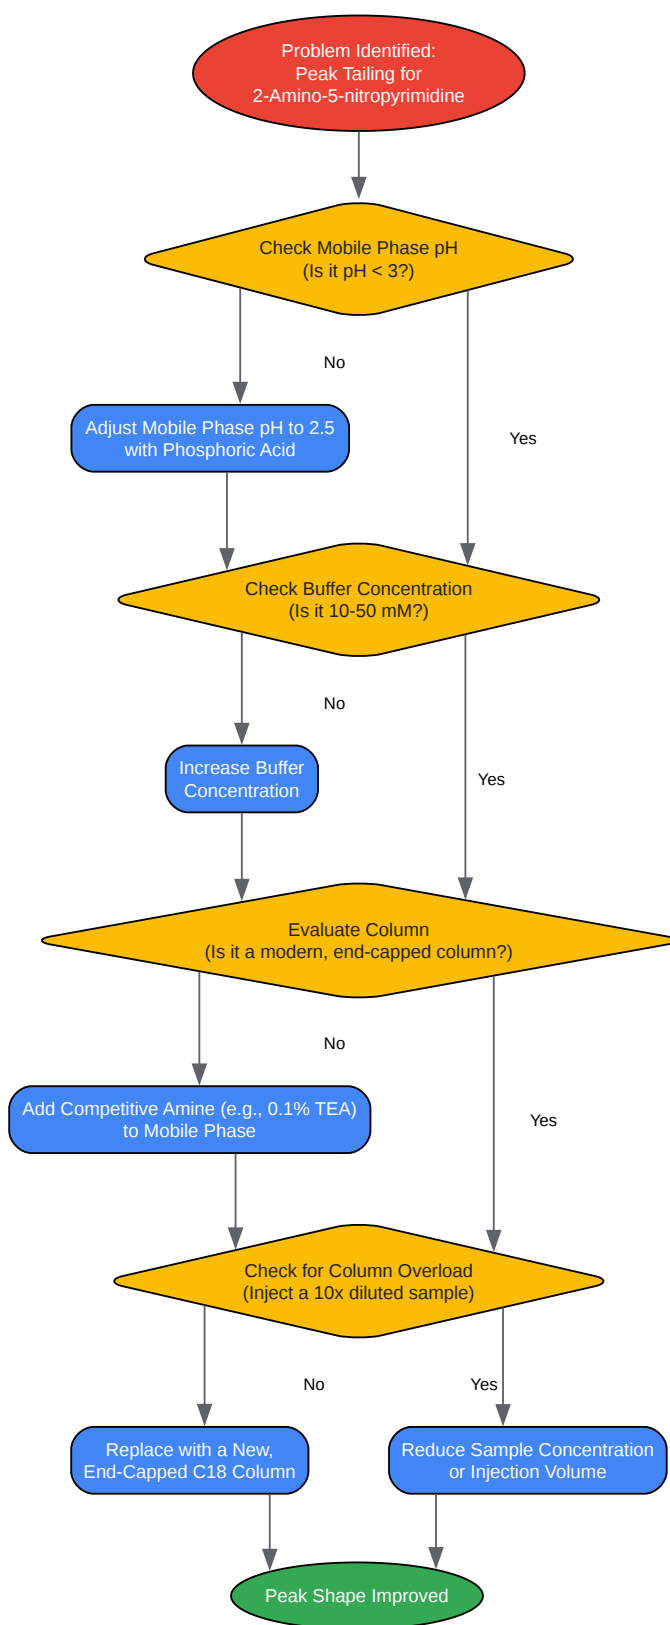 Problem Identified:
Peak Tailing for
2-Amino-5-nitropyrimidine
Check Mobile Phase pH
(Is it pH < 3?)
No
Adjust Mobile Phase pH to 2.5
with Phosphoric Acid
Yes
Check Buffer Concentration
(Is it 10-50 mM?)
No
Increase Buffer
Concentration
Yes
Evaluate Column
(Is it a modern, end-capped column?)
No
Add Competitive Amine (e.g., 0.1% TEA)
to Mobile Phase
Yes
Check for Column Overload
(Inject a 10x diluted sample)
No
Yes
Replace with a New,
End-Capped C18 Column
Reduce Sample Concentration
or Injection Volume
Peak Shape Improved